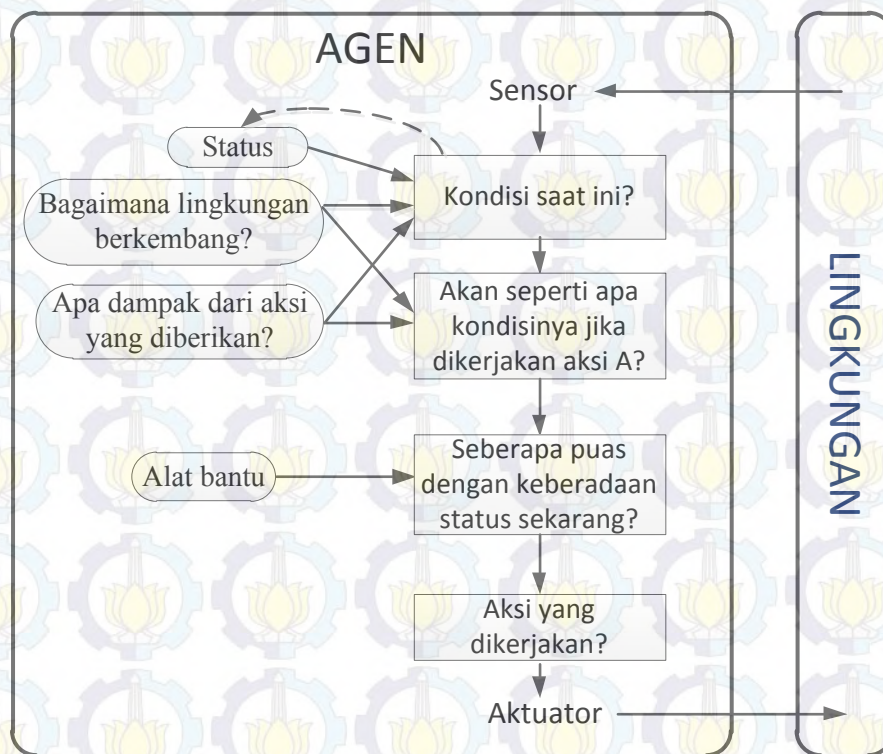 AGEN
Sensor
Status
Kondisi saat ini?
Bagaimana lingkungan
berkembang?
Apa dampak dari aksi
yang diberikan?
Akan seperti apa
kondisinya jika
dikerjakan aksi A?
Alat bantu
Seberapa puas
dengan keberadaan
status sekarang?
Aksi yang
dikerjakan?
Aktuator
LINGKUNGAN